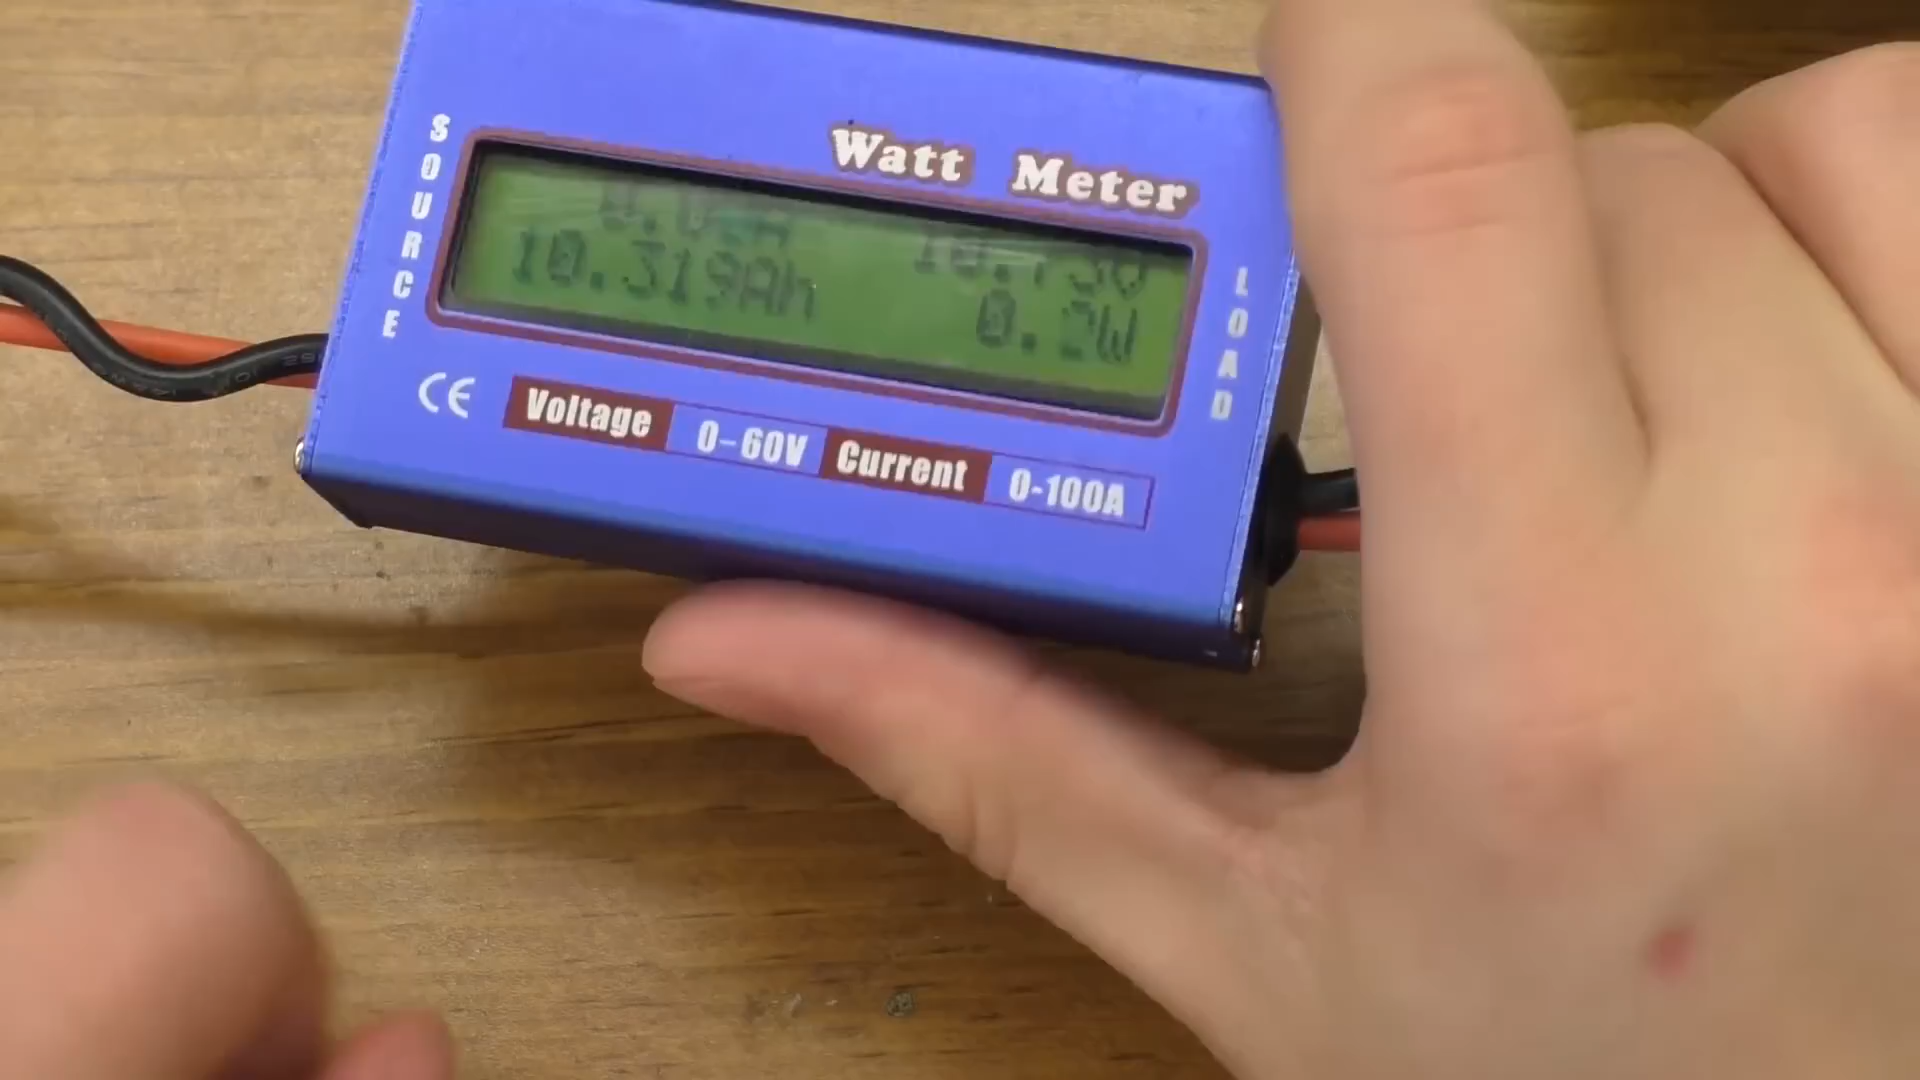 Watt Meter
SOURCE
10.319Ah
0.2W
LOAD
CE
Voltage 0-60V Current 0-100A